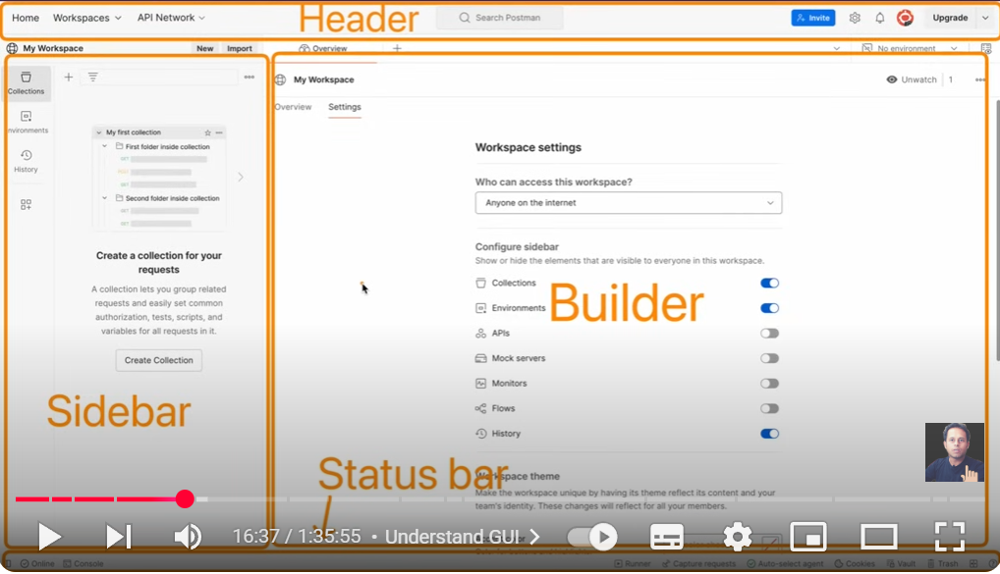 Home Workspaces API Network Header Search Postman Invite Upgrade
My Workspace New Import Overview No environment
Collections
My Workspace Unwatch 1
Overview Settings
nvironments
History
My first collection
First folder inside collection
GET
GET
Second folder inside collection
GET
GET
Create a collection for your
requests
A collection lets you group related
requests and easily set common
authorization, tests, scripts, and
variables for all requests in it.
Create Collection
Sidebar
Workspace settings
Who can access this workspace?
Anyone on the internet
Configure sidebar
Show or hide the elements that are visible to everyone in this workspace.
Collections
Environments
Builder
APIs
Mock servers
Monitors
Flows
History
Status bar
Workspace theme
Make the workspace unique by having its theme reflect its content and your
team's identity. These changes will reflect for all your members.
16:37 / 1:35:55 • Understand GUI
Online Console Runner Capture requests Auto-select agent Cookies Vault Trash